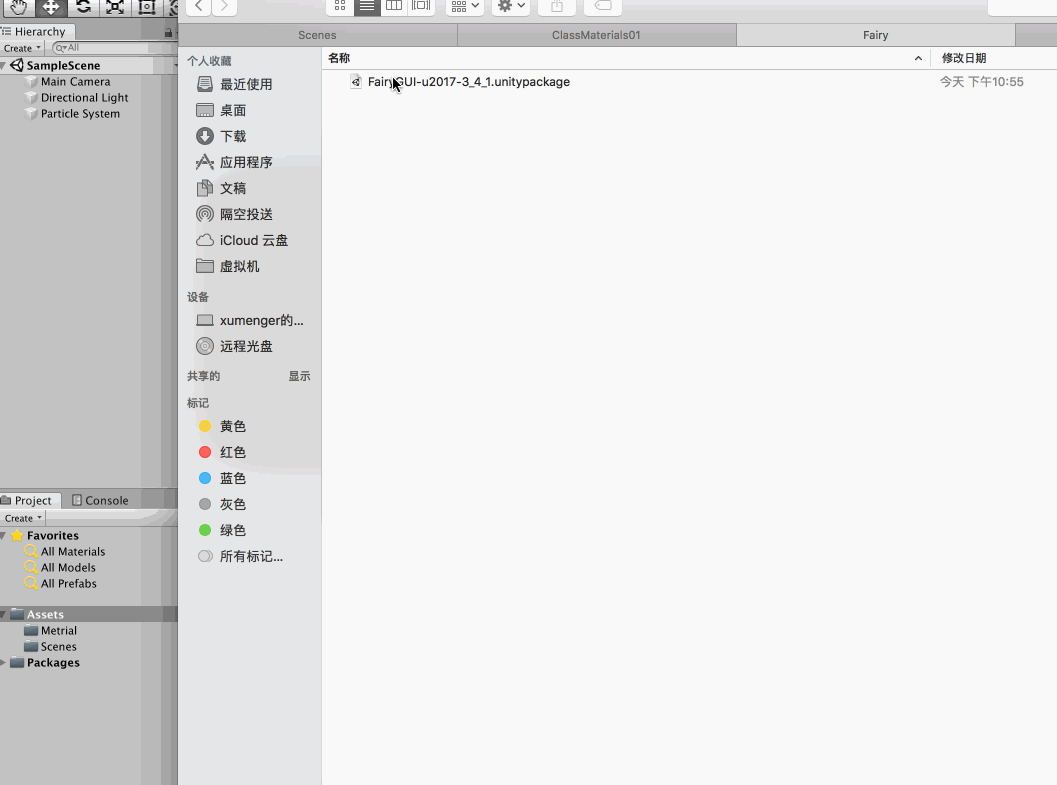 Hierarchy
Create
All
SampleScene
Main Camera
Directional Light
Particle System
Project
Console
Create
Favorites
All Materials
All Models
All Prefabs
Assets
Metrial
Scenes
Packages
Scenes
ClassMaterials01
Fairy
个人收藏
最近使用
桌面
下载
应用程序
文稿
隔空投送
iCloud 云盘
虚拟机
设备
xumenger的...
远程光盘
共享的
显示
标记
黄色
红色
蓝色
灰色
绿色
所有标记...
名称
修改日期
FairyGUI-u2017-3_4_1.unitypackage
今天 下午10:55